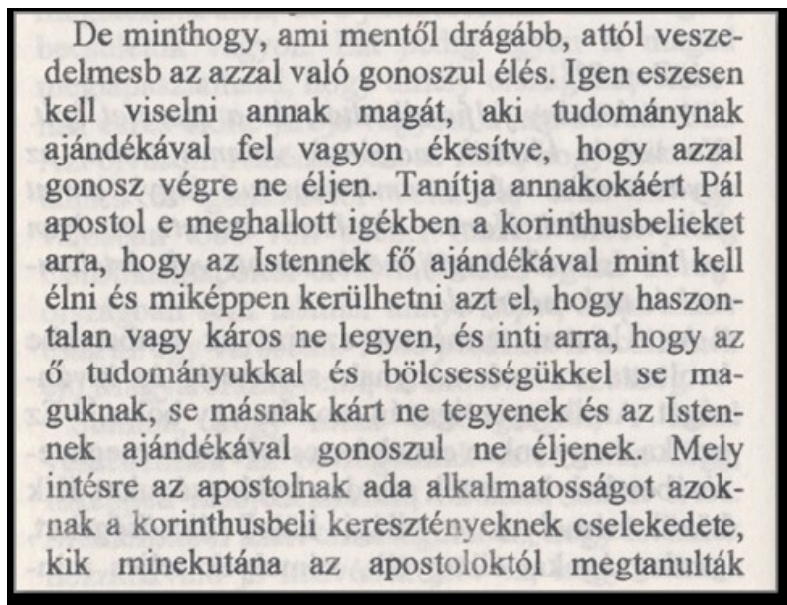 De minthogy, ami mentől drágább, attól vesze-
delmesb az azzal való gonoszul élés. Igen eszesen
kell viselni annak magát, aki tudománynak
ajándékával fel vagyon ékesítve, hogy azzal
gonosz végre ne éljen. Tanítja annakokáért Pál
apostol e meghallott igékben a korinthusbelieket
arra, hogy az Istennek fő ajándékával mint kell
élni és miképpen kerülhetni azt el, hogy haszon-
talan vagy káros ne legyen, és inti arra, hogy az
ő tudományukkal és bölcsességükkel se ma-
guknak, se másnak kárt ne tegyenek és az Isten-
nek ajándékával gonoszul ne éljenek. Mely
intésre az apostolnak ada alkalmatosságot azok-
nak a korinthusbeli keresztényeknek cselekedete,
kik minekutána az apostoloktól megtanulták